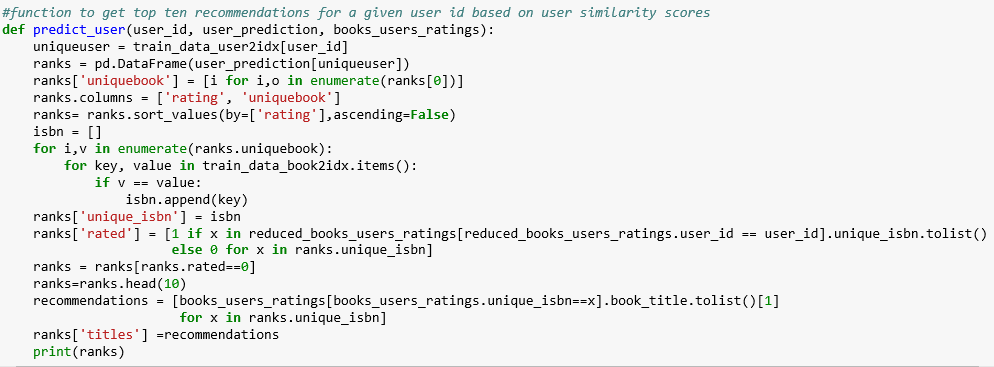 #function to get top ten recommendations for a given user id based on user similarity scores
def predict_user(user_id, user_prediction, books_users_ratings):
    uniqueuser = train_data_user2idx[user_id]
    ranks = pd.DataFrame(user_prediction[uniqueuser])
    ranks['uniquebook'] = [i for i,o in enumerate(ranks[0])]
    ranks.columns = ['rating', 'uniquebook']
    ranks= ranks.sort_values(by=['rating'],ascending=False)
    isbn = []
    for i,v in enumerate(ranks.uniquebook):
        for key, value in train_data_book2idx.items():
            if v == value:
                isbn.append(key)
    ranks['unique_isbn'] = isbn
    ranks['rated'] = [1 if x in reduced_books_users_ratings[reduced_books_users_ratings.user_id == user_id].unique_isbn.tolist()
                      else 0 for x in ranks.unique_isbn]
    ranks = ranks[ranks.rated==0]
    ranks=ranks.head(10)
    recommendations = [books_users_ratings[books_users_ratings.unique_isbn==x].book_title.tolist()[1]
                       for x in ranks.unique_isbn]
    ranks['titles'] =recommendations
    print(ranks)